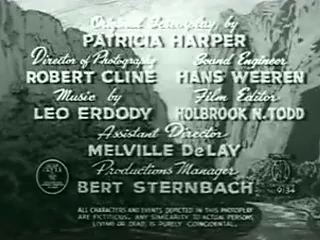 Original Screenplay by
PATRICIA HARPER
Director of Photography
ROBERT CLINE
Sound Engineer
HANS WEEREN
Music by
LEO ERDODY
Film Editor
HOLBROOK N. TODD
Assistant Director
MELVILLE DeLAY
Productions Manager
BERT STERNBACH
9134
ALL CHARACTERS AND EVENTS DEPICTED IN THIS PHOTOPLAY
ARE FICTITIOUS. ANY SIMILARITY TO ACTUAL PERSONS,
LIVING OR DEAD, IS PURELY COINCIDENTAL.